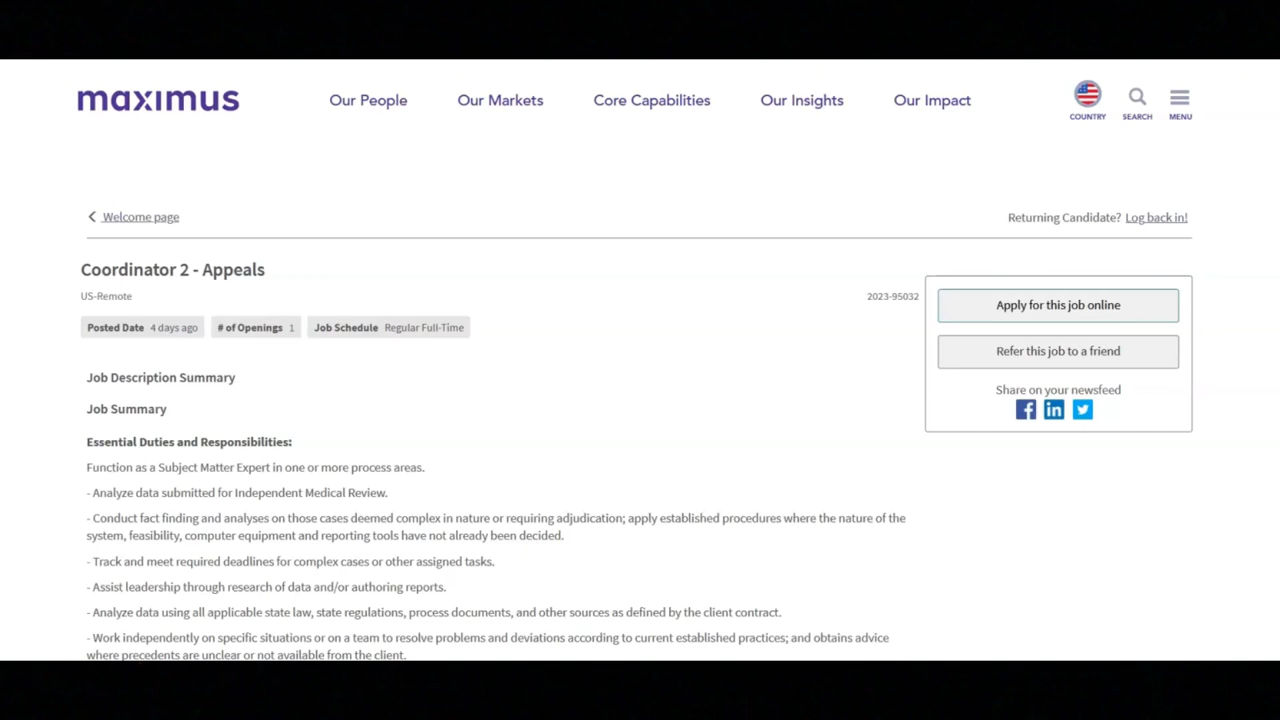 maximus
Our People
Our Markets
Core Capabilities
Our Insights
Our Impact
COUNTRY
SEARCH
MENU
Welcome page
Returning Candidate? Log back in!
Coordinator 2 - Appeals
US-Remote
2023-95032
Apply for this job online
Posted Date 4 days ago
# of Openings 1
Job Schedule Regular Full-Time
Refer this job to a friend
Share on your newsfeed
Job Description Summary
Job Summary
Essential Duties and Responsibilities:
Function as a Subject Matter Expert in one or more process areas.
- Analyze data submitted for Independent Medical Review.
- Conduct fact finding and analyses on those cases deemed complex in nature or requiring adjudication; apply established procedures where the nature of the
system, feasibility, computer equipment and reporting tools have not already been decided.
- Track and meet required deadlines for complex cases or other assigned tasks.
- Assist leadership through research of data and/or authoring reports.
- Analyze data using all applicable state law, state regulations, process documents, and other sources as defined by the client contract.
- Work independently on specific situations or on a team to resolve problems and deviations according to current established practices; and obtains advice
where precedents are unclear or not available from the client.